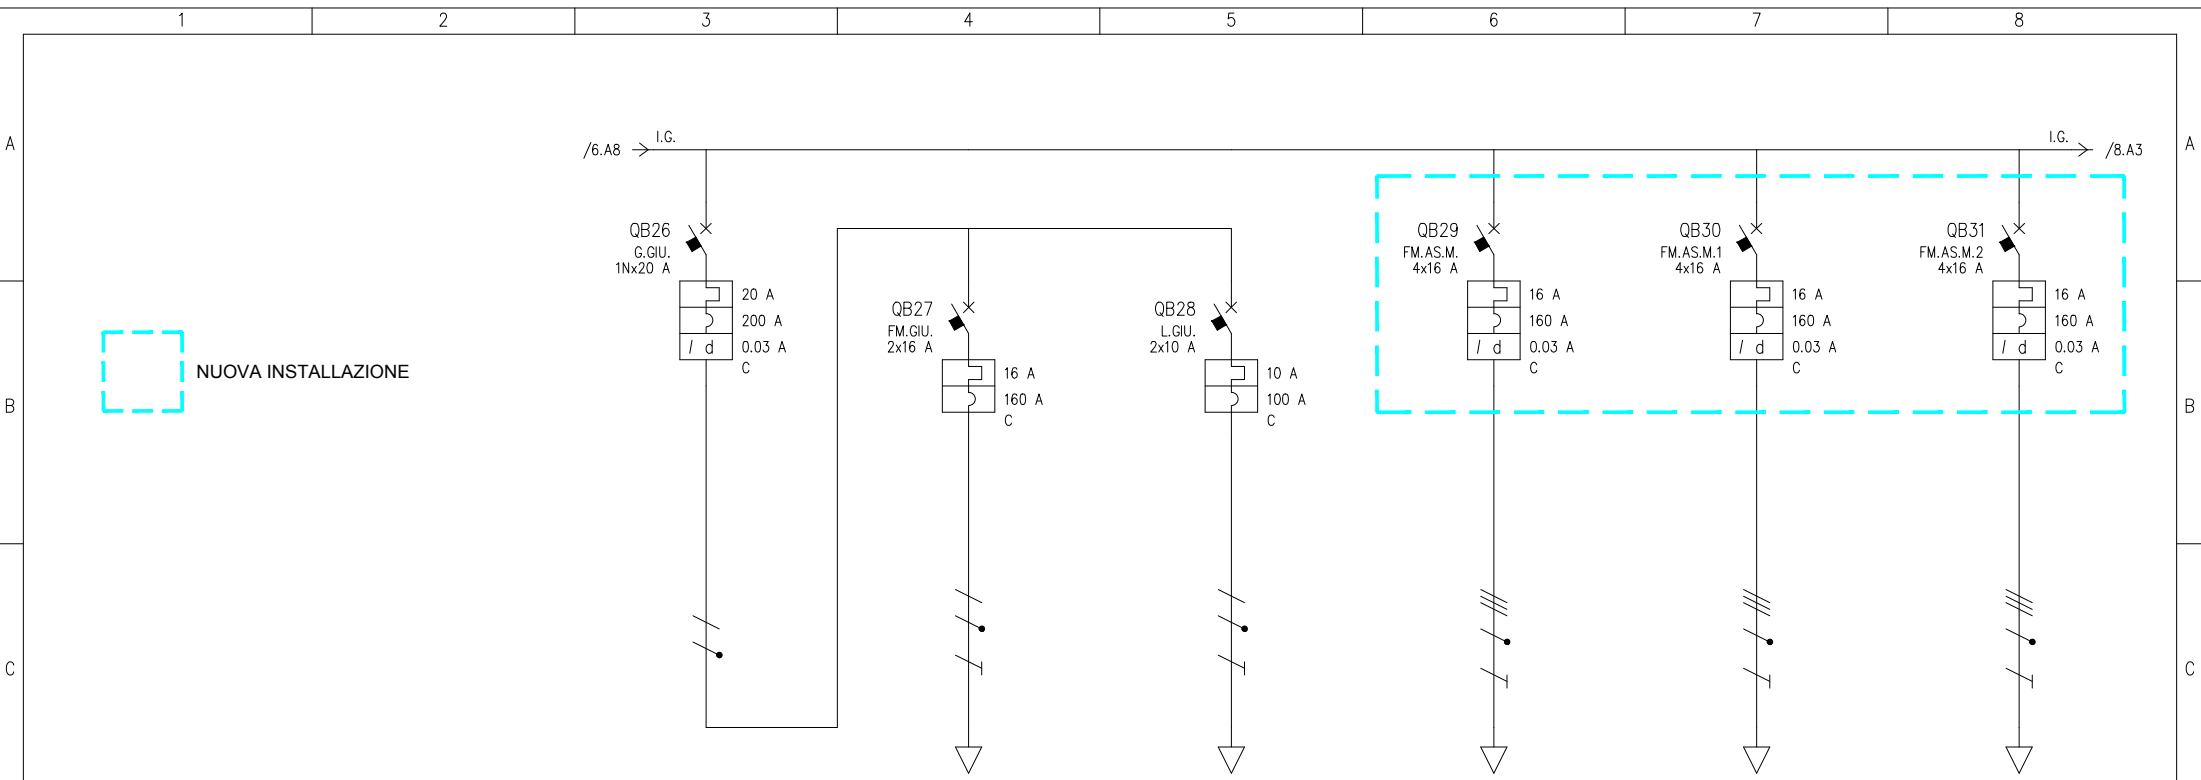 1 2 3 4 5 6 7 8
A A
I.G. I.G.
/6.A8 /8.A3
QB26
G.GIU.
1Nx20 A
20 A
200 A
I d 0.03 A
C
QB27
FM.GIU.
2x16 A
16 A
160 A
C
QB28
L.GIU.
2x10 A
10 A
100 A
C
QB29
FM.AS.M.
4x16 A
16 A
160 A
I d 0.03 A
C
QB30
FM.AS.M.1
4x16 A
16 A
160 A
I d 0.03 A
C
QB31
FM.AS.M.2
4x16 A
16 A
160 A
I d 0.03 A
C
NUOVA INSTALLAZIONE
B B
C C